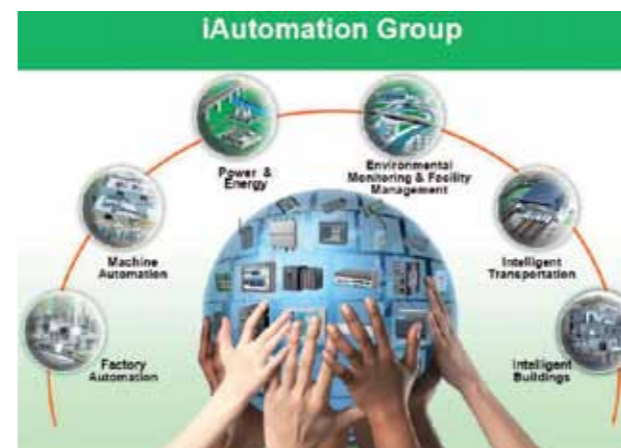 iAutomation Group
Power &
Energy
Environmental
Monitoring & Facility
Management
Machine
Automation
Intelligent
Transportation
Factory
Automation
Intelligent
Buildings